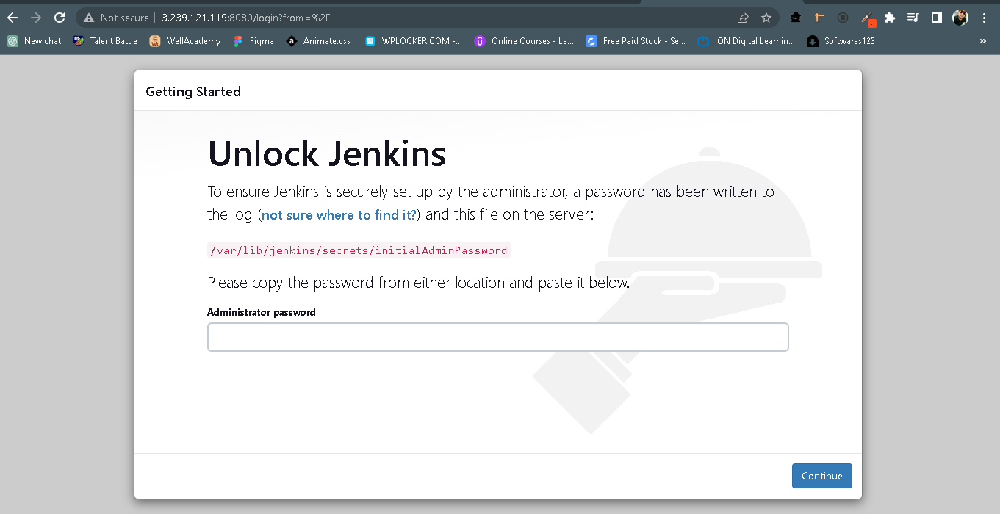 Not secure | 3.239.121.119:8080/login?from=%2F
New chat Talent Battle WellAcademy Figma Animate.css WPLOCKER.COM -... Online Courses - Le... Free Paid Stock - Se... iON Digital Learnin... Softwares123 »
Getting Started
Unlock Jenkins
To ensure Jenkins is securely set up by the administrator, a password has been written to
the log (not sure where to find it?) and this file on the server:
/var/lib/jenkins/secrets/initialAdminPassword
Please copy the password from either location and paste it below.
Administrator password
Continue